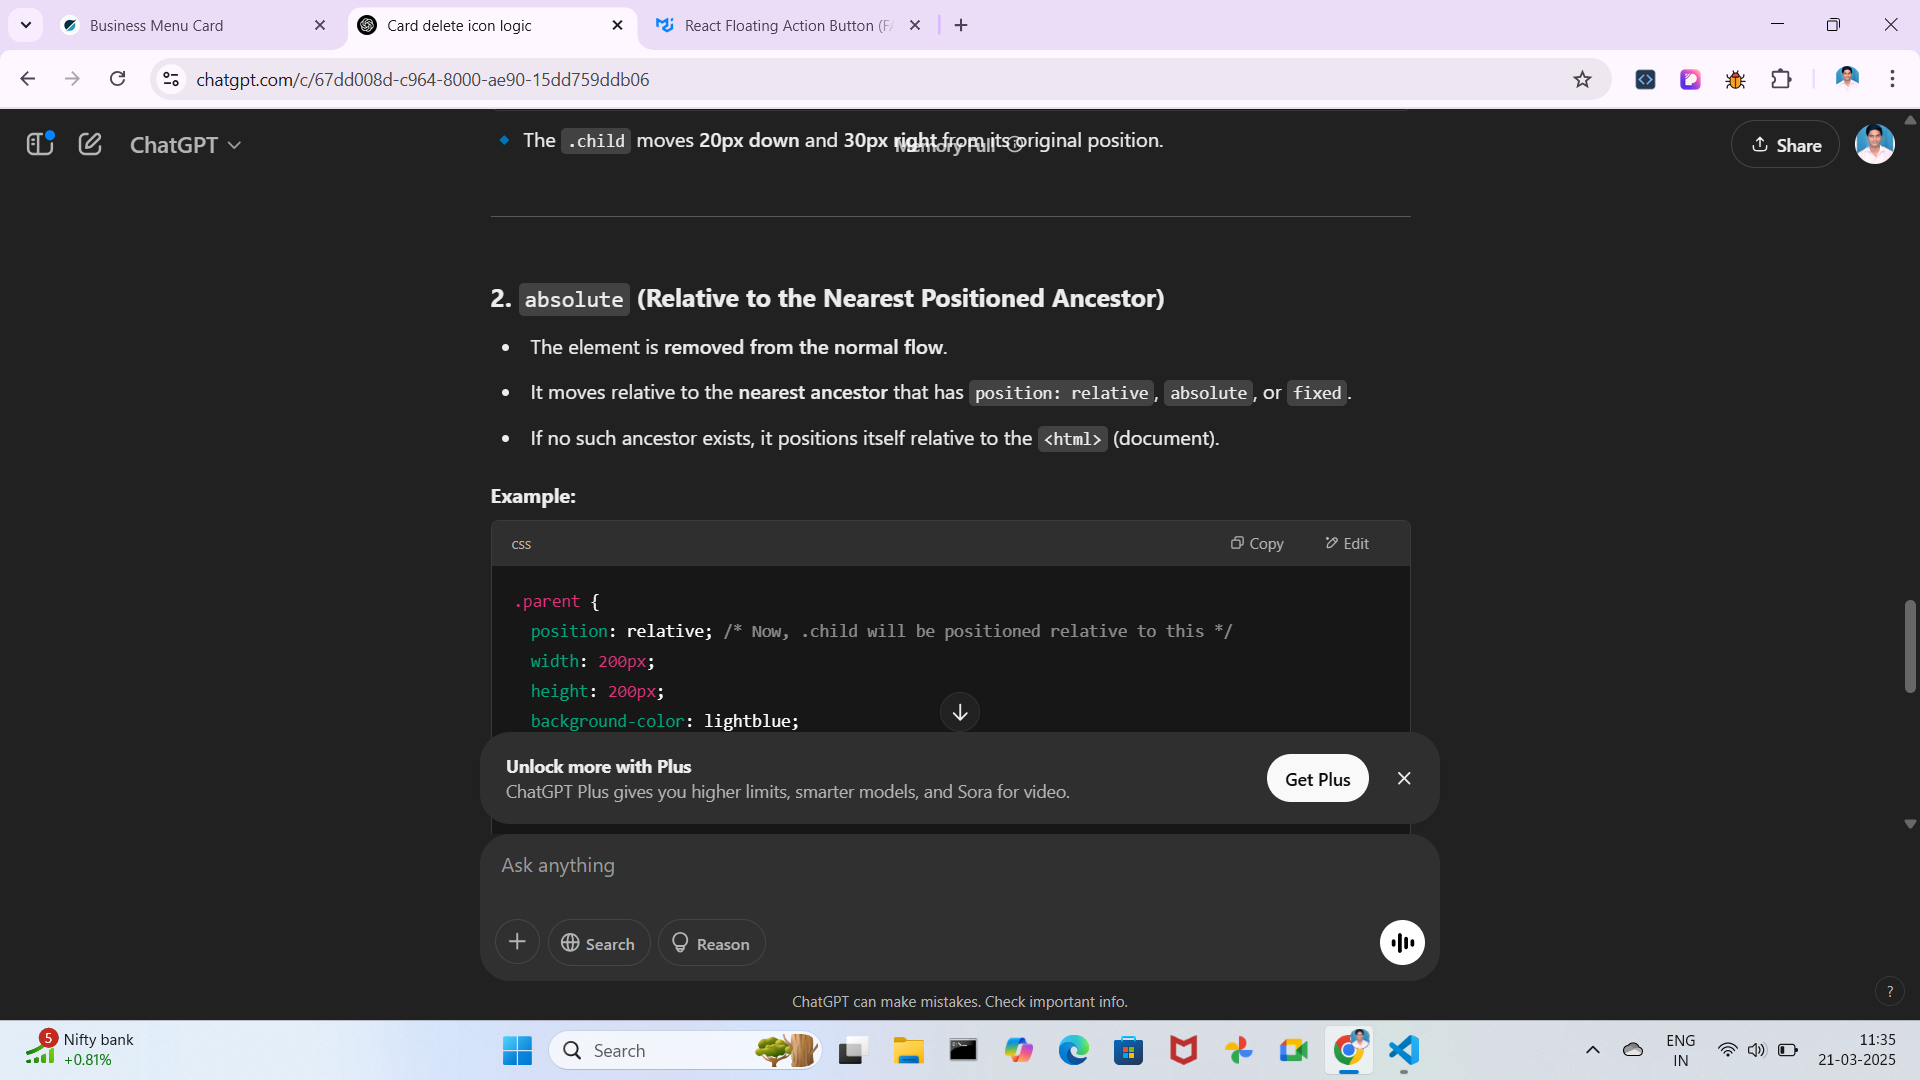 Business Menu Card
Card delete icon logic
React Floating Action Button (FA
chatgpt.com/c/67dd008d-c964-8000-ae90-15dd759ddb06
ChatGPT
Memory Full
Share
The .child moves 20px down and 30px right from its original position.
2. absolute (Relative to the Nearest Positioned Ancestor)
The element is removed from the normal flow.
It moves relative to the nearest ancestor that has position: relative, absolute, or fixed.
If no such ancestor exists, it positions itself relative to the <html> (document).
Example:
css
Copy
Edit
.parent {
position: relative; /* Now, .child will be positioned relative to this */
width: 200px;
height: 200px;
background-color: lightblue;
Unlock more with Plus
ChatGPT Plus gives you higher limits, smarter models, and Sora for video.
Get Plus
Ask anything
Search
Reason
ChatGPT can make mistakes. Check important info.
?
5
Nifty bank
+0.81%
Search
ENG
IN
11:35
21-03-2025